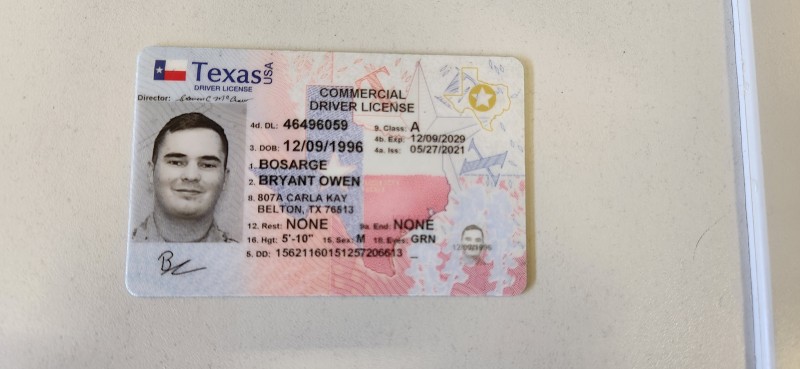 Texas USA
DRIVER LICENSE
Director:
COMMERCIAL
DRIVER LICENSE
4d. DL: 46496059 9. Class: A
4b. Exp: 12/09/2029
3. DOB: 12/09/1996 4a. Iss: 05/27/2021
1. BOSARGE
2. BRYANT OWEN
8. 807A CARLA KAY
BELTON, TX 76513
12. Rest: NONE 9a. End: NONE
16. Hgt: 5'-10" 15. Sex: M 18. Eyes: GRN
5. DD: 15621160151257206613